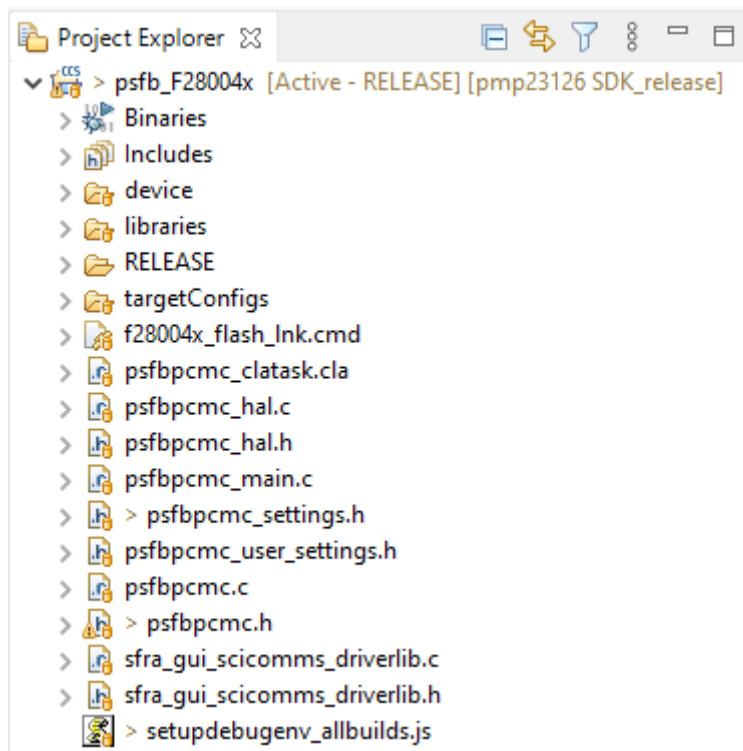 Project Explorer
CCS > psfb_F28004x [Active - RELEASE] [pmp23126 SDK_release]
> Binaries
> Includes
> device
> libraries
> RELEASE
> targetConfigs
> f28004x_flash_lnk.cmd
> psfbpcmc_clatask.cla
> psfbpcmc_hal.c
> psfbpcmc_hal.h
> psfbpcmc_main.c
> > psfbpcmc_settings.h
> psfbpcmc_user_settings.h
> psfbpcmc.c
> > psfbpcmc.h
> sfra_gui_scicomms_driverlib.c
> sfra_gui_scicomms_driverlib.h
> setupdebugenv_allbuilds.js